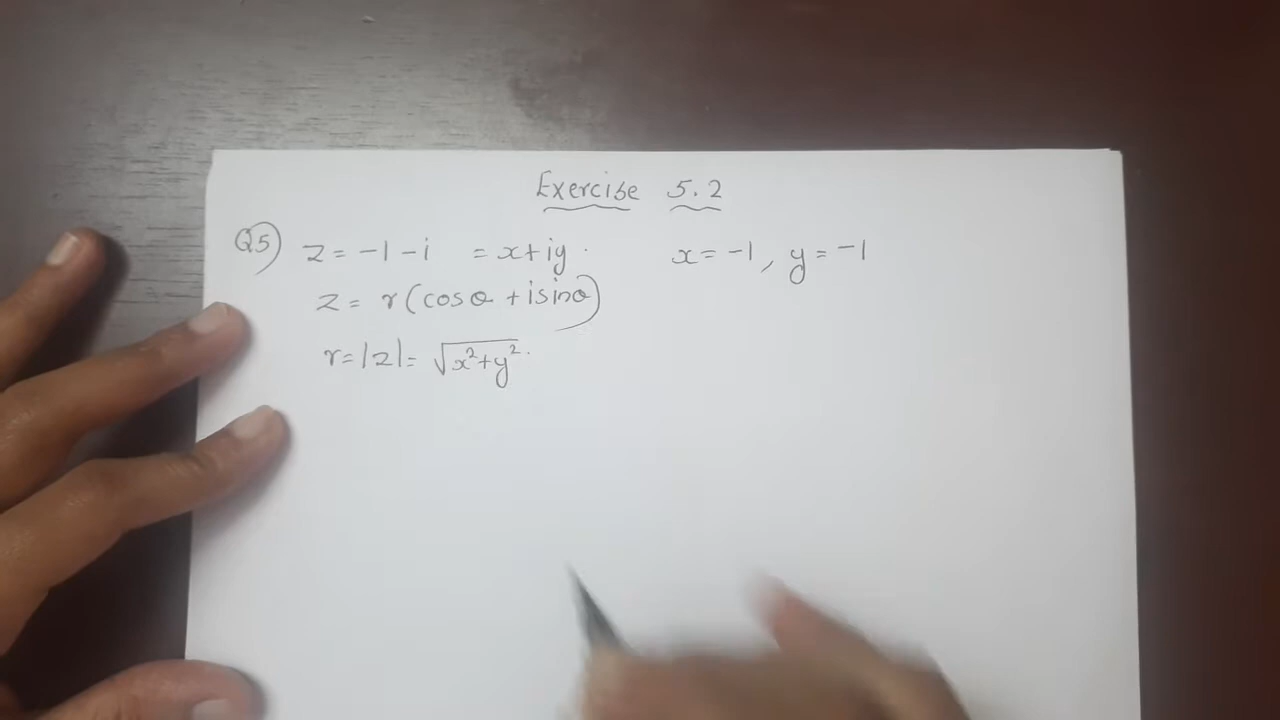 Exercise 5.2
Q5) z = -1 - i = x + iy. x = -1, y = -1
z = r(cosθ + isinθ)
r = |z| = √x²+y².